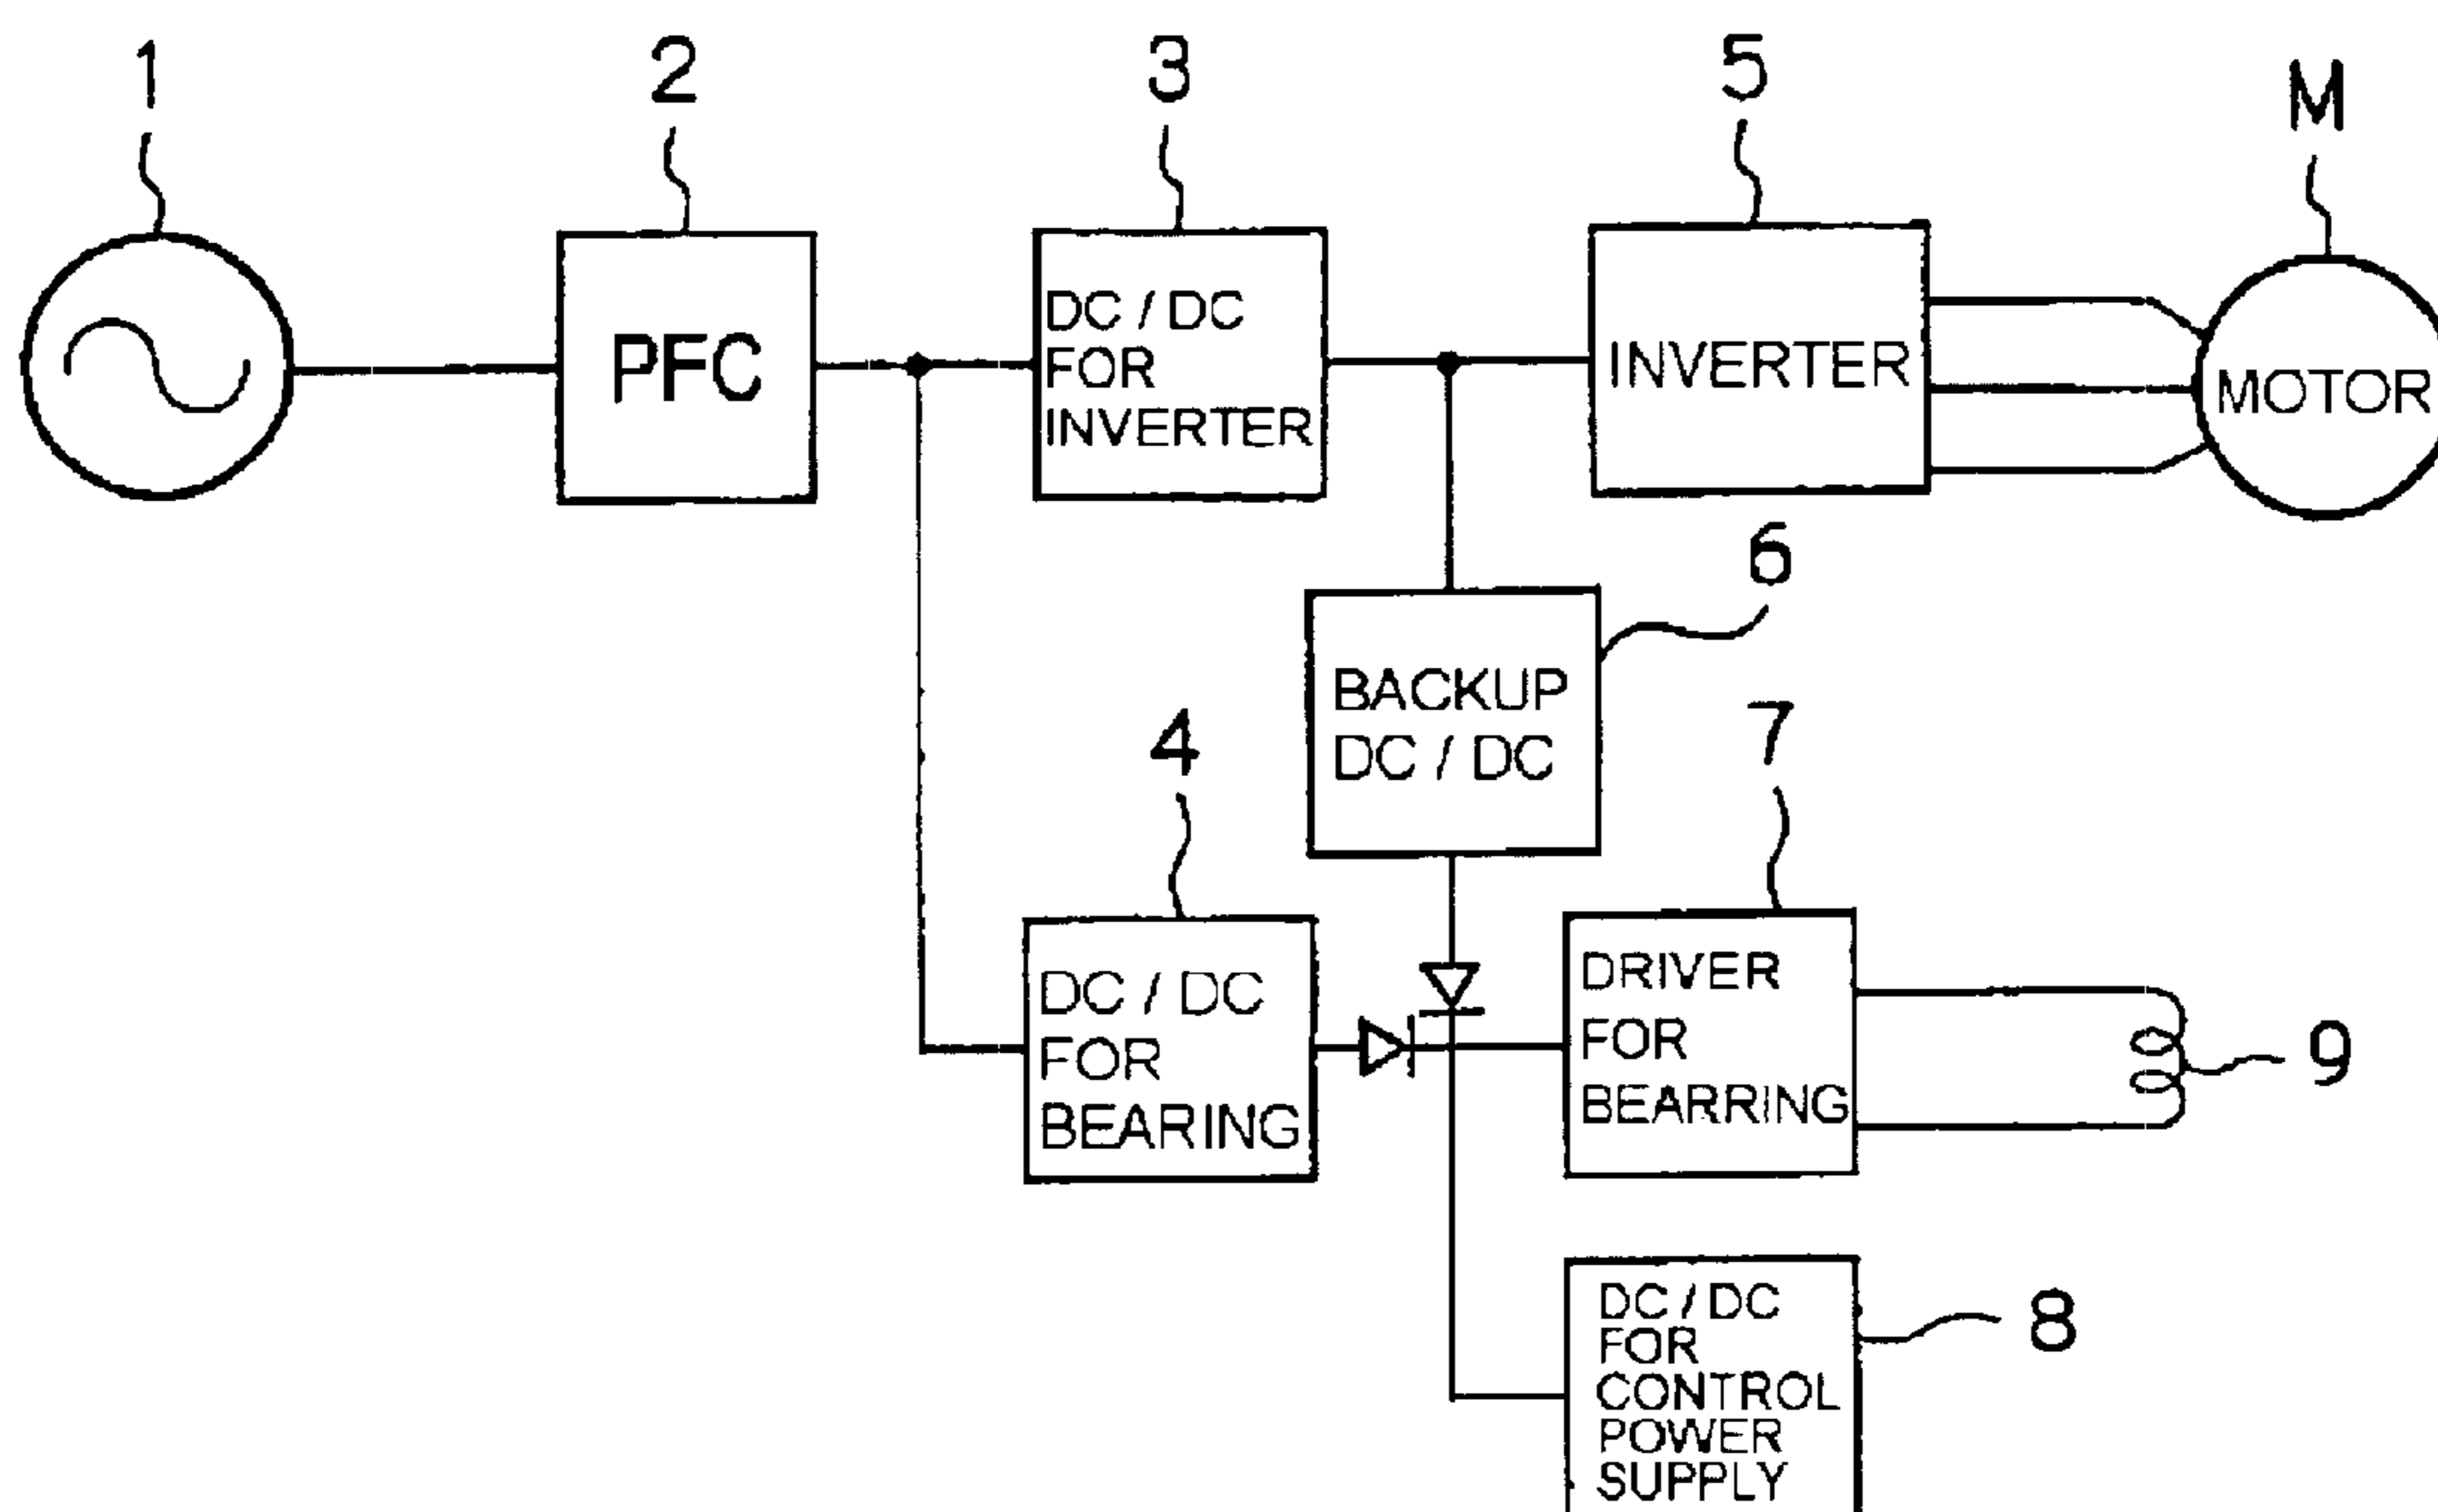 1
2
3
5
M
PFC
DC / DC
FOR
INVERTER
INVERTER
MOTOR
6
BACKUP
DC / DC
4
7
DC / DC
FOR
BEARING
DRIVER
FOR
BEARRING
9
DC / DC
FOR
CONTROL
POWER
SUPPLY
8